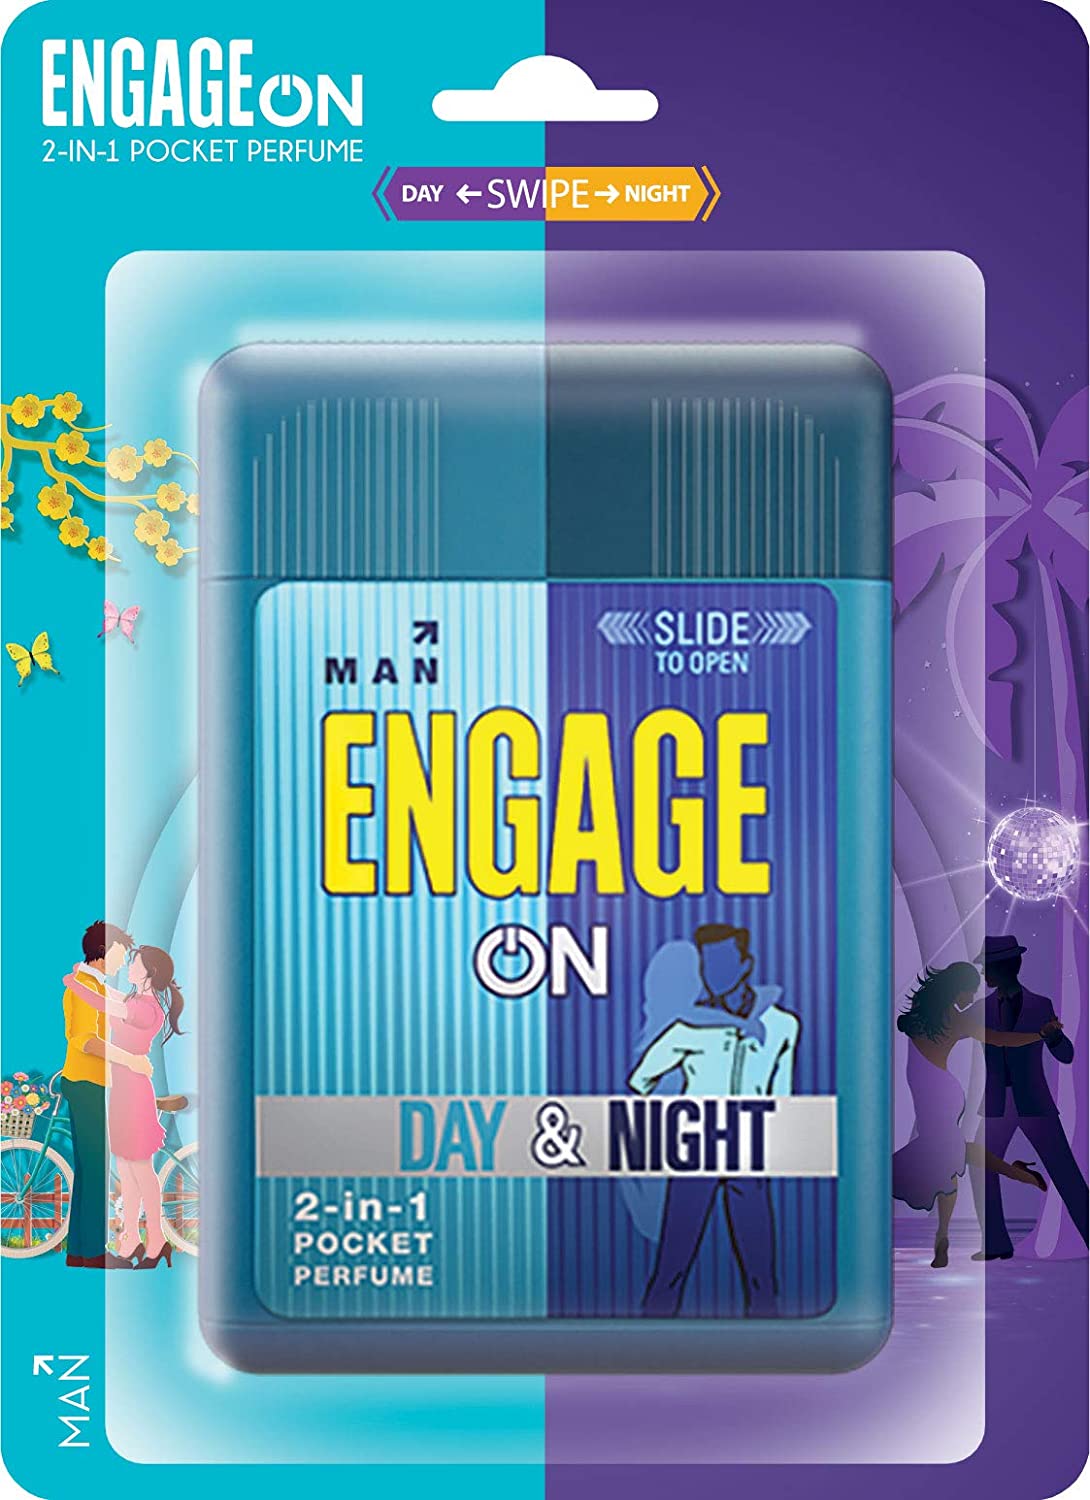 ENGAGE ON
2-IN-1 POCKET PERFUME
DAY ←SWIPE→ NIGHT
MAN
SLIDE
TO OPEN
ENGAGE
ON
DAY & NIGHT
2-in-1
POCKET
PERFUME
MAN